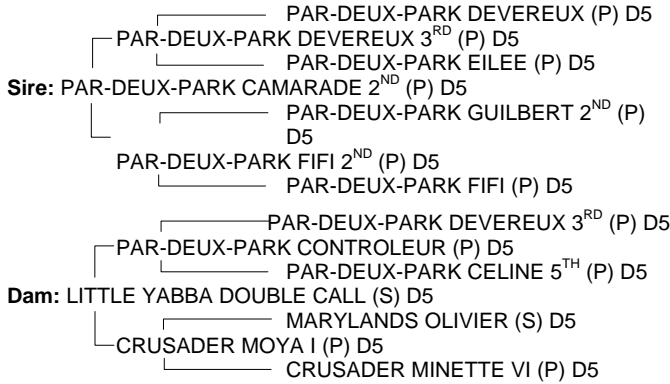 PAR-DEUX-PARK DEVEREUX (P) D5
PAR-DEUX-PARK DEVEREUX 3RD (P) D5
PAR-DEUX-PARK EILEE (P) D5
Sire: PAR-DEUX-PARK CAMARADE 2ND (P) D5
PAR-DEUX-PARK GUILBERT 2ND (P)
D5
PAR-DEUX-PARK FIFI 2ND (P) D5
PAR-DEUX-PARK FIFI (P) D5
PAR-DEUX-PARK DEVEREUX 3RD (P) D5
PAR-DEUX-PARK CONTROLEUR (P) D5
PAR-DEUX-PARK CELINE 5TH (P) D5
Dam: LITTLE YABBA DOUBLE CALL (S) D5
MARYLANDS OLIVIER (S) D5
CRUSADER MOYA I (P) D5
CRUSADER MINETTE VI (P) D5